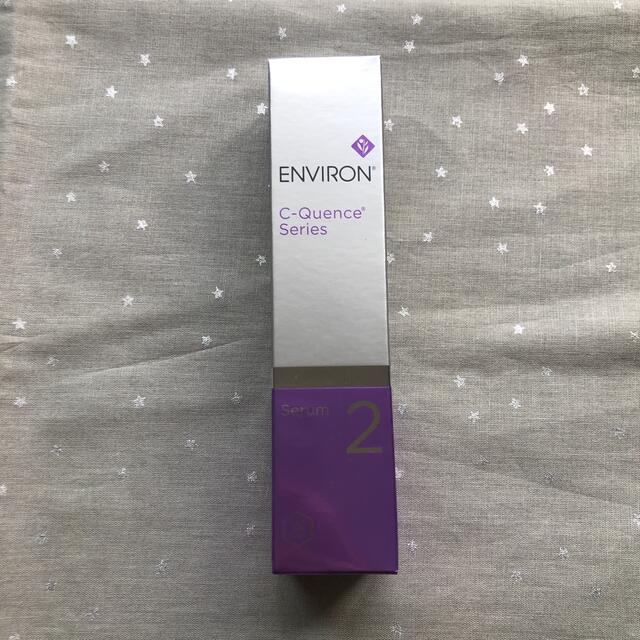 ENVIRON®
C-Quence®
Series
Serum 2